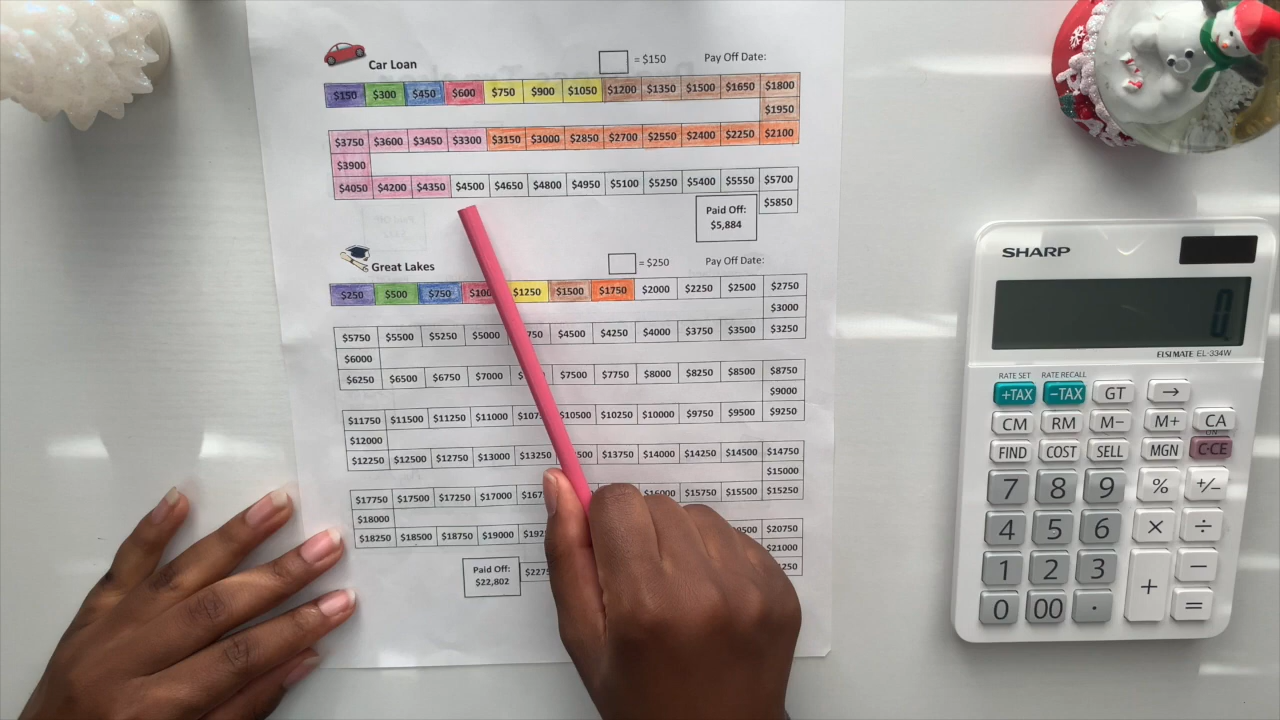 Car Loan = $150 Pay Off Date:
$150 $300 $450 $600 $750 $900 $1050 $1200 $1350 $1500 $1650 $1800
$1950
$3750 $3600 $3450 $3300 $3150 $3000 $2850 $2700 $2550 $2400 $2250 $2100
$3900
$4050 $4200 $4350 $4500 $4650 $4800 $4950 $5100 $5250 $5400 $5550 $5700
$5850
Paid Off:
$5,884
Great Lakes = $250 Pay Off Date:
$250 $500 $750 $1250 $1500 $1750 $2000 $2250 $2500 $2750
$3000
$5750 $5500 $5250 $5000 $4500 $4250 $4000 $3750 $3500 $3250
$6000
$6250 $6500 $6750 $7000 $7500 $7750 $8000 $8250 $8500 $8750
$9000
$11750 $11500 $11250 $11000 $10500 $10250 $10000 $9750 $9500 $9250
$12000
$12250 $12500 $12750 $13000 $13250 $13750 $14000 $14250 $14500 $14750
$15000
$17750 $17500 $17250 $17000 $16000 $15750 $15500 $15250
$18000
$18250 $18500 $18750 $19000 $20750
$21000
Paid Off:
$22,802
SHARP
0.
ELSIMATE EL-334W
RATE SET RATE RECALL
+TAX −TAX GT →
CM RM M− M+ CA
FIND COST SELL MGN C·CE
7 8 9 % +/−
4 5 6 × ÷
1 2 3 + −
0 00 · =